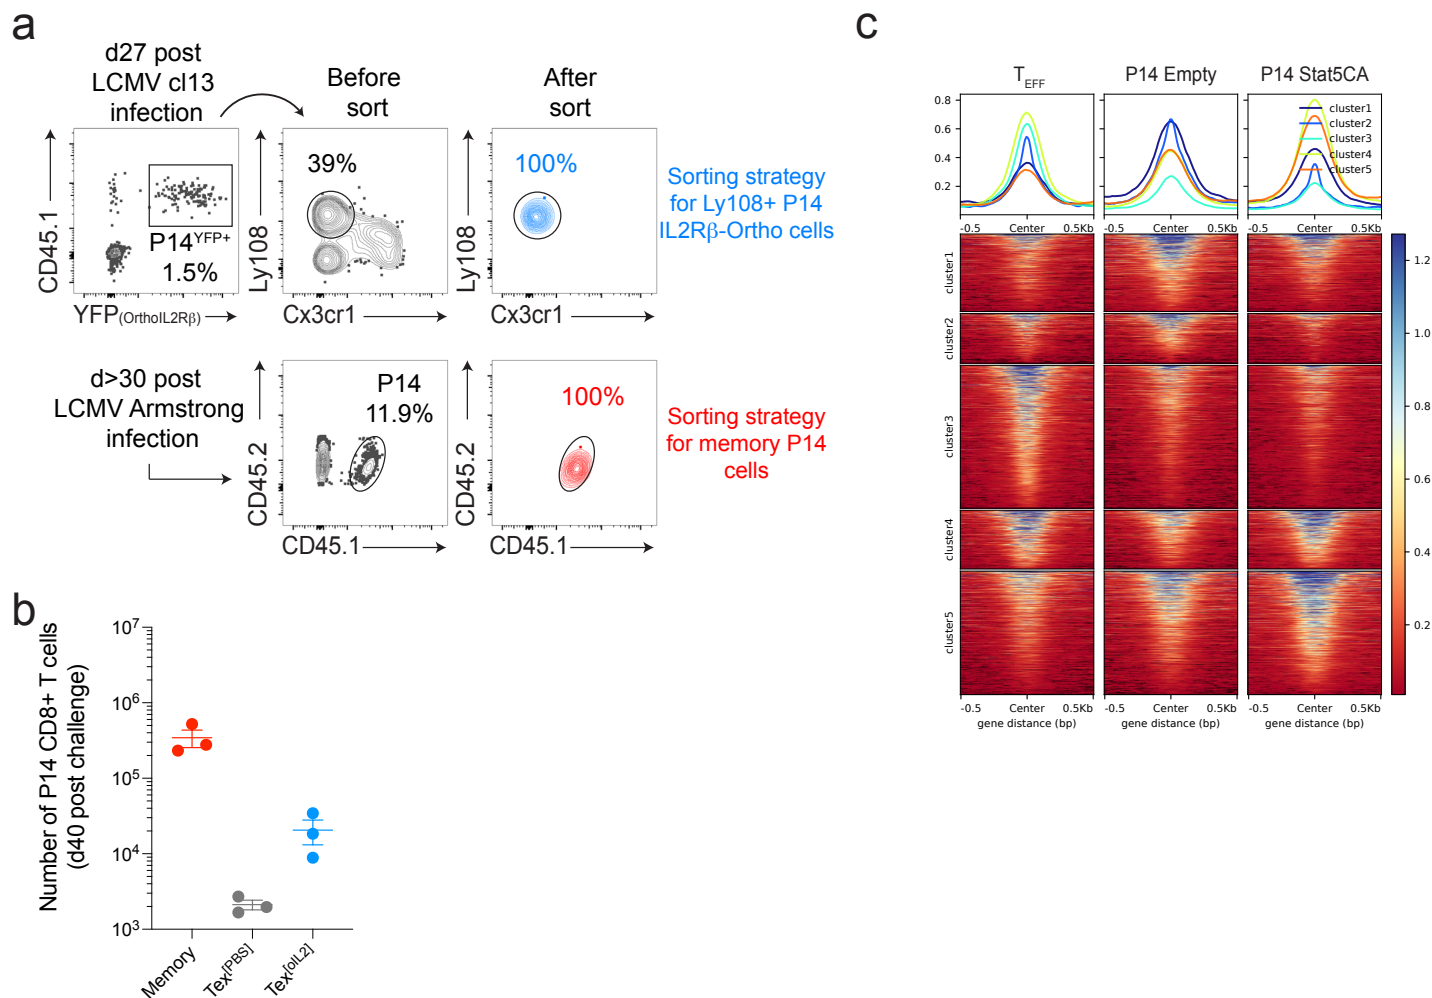 a
d27 post
LCMV cl13
infection
Before
sort
After
sort
CD45.1
P14YFP+
1.5%
YFP(OrthoIL2Rβ)
Ly108
39%
Cx3cr1
Ly108
100%
Cx3cr1
Sorting strategy
for Ly108+ P14
IL2Rβ-Ortho cells
d>30 post
LCMV Armstrong
infection
CD45.2
P14
11.9%
CD45.1
CD45.2
100%
CD45.1
Sorting strategy
for memory P14
cells
b
Number of P14 CD8+ T cells
(d40 post challenge)
10⁷
10⁶
10⁵
10⁴
10³
Memory
Tex[PBS]
Tex[oIL2]
c
TEFF
P14 Empty
P14 Stat5CA
0.8
0.6
0.4
0.2
cluster1
cluster2
cluster3
cluster4
cluster5
-0.5 Center 0.5Kb
-0.5 Center 0.5Kb
-0.5 Center 0.5Kb
cluster1
cluster2
cluster3
cluster4
cluster5
-0.5 Center 0.5Kb
gene distance (bp)
-0.5 Center 0.5Kb
gene distance (bp)
-0.5 Center 0.5Kb
gene distance (bp)
1.2
1.0
0.8
0.6
0.4
0.2